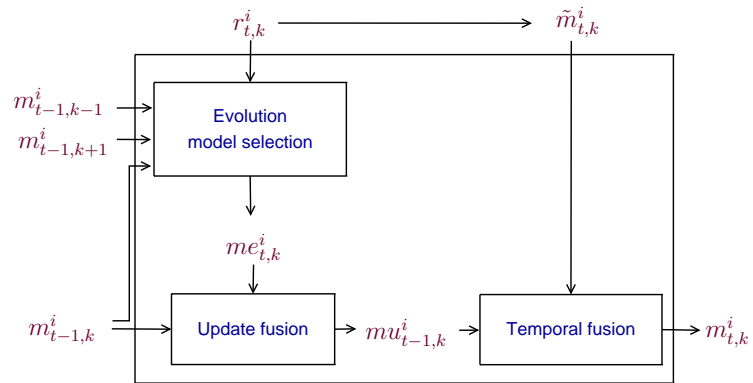 $r^i_{t,k}$ $\tilde{m}^i_{t,k}$
$m^i_{t-1,k-1}$
Evolution
model selection
$m^i_{t-1,k+1}$
$me^i_{t,k}$
$m^i_{t-1,k}$
Update fusion
$mu^i_{t-1,k}$
Temporal fusion
$m^i_{t,k}$